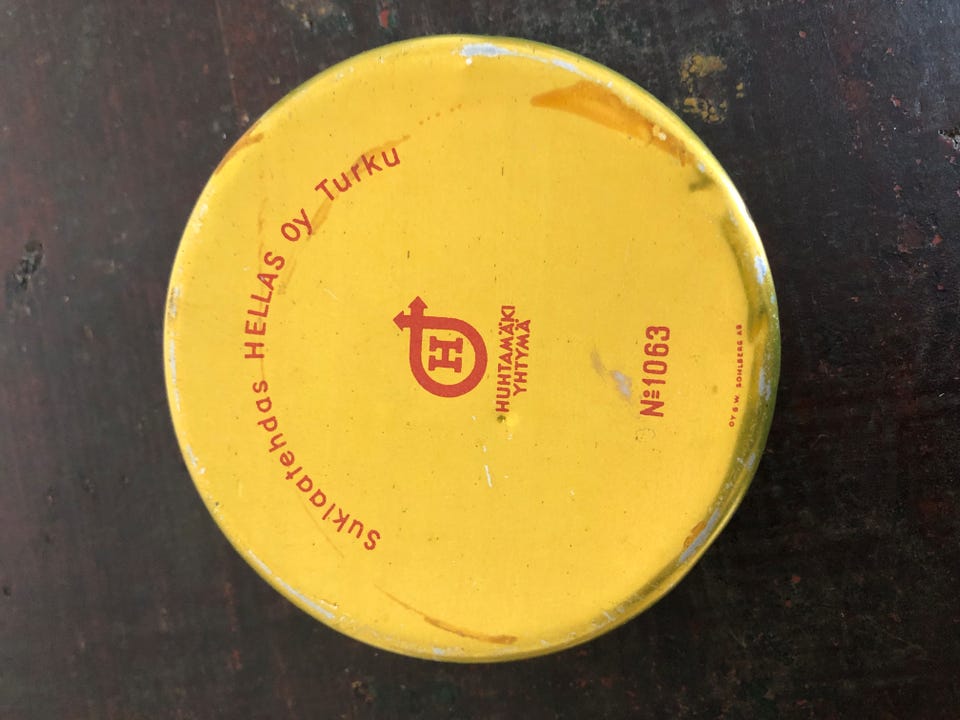 Suklaatehdas HELLAS Oy Turku
H
HUHTAMÄKI
YHTYMÄ
Nº1063
OY G.W. SOHLBERG AB